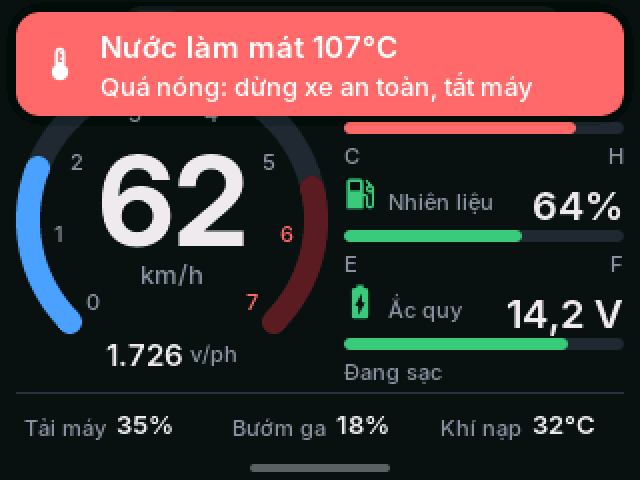 Nước làm mát 107°C
Quá nóng: dừng xe an toàn, tắt máy
C H
2 5
62
Nhiên liệu 64%
1 6
km/h
E F
0 7
Ắc quy 14,2 V
1.726 v/ph
Đang sạc
Tải máy 35% Bướm ga 18% Khí nạp 32°C